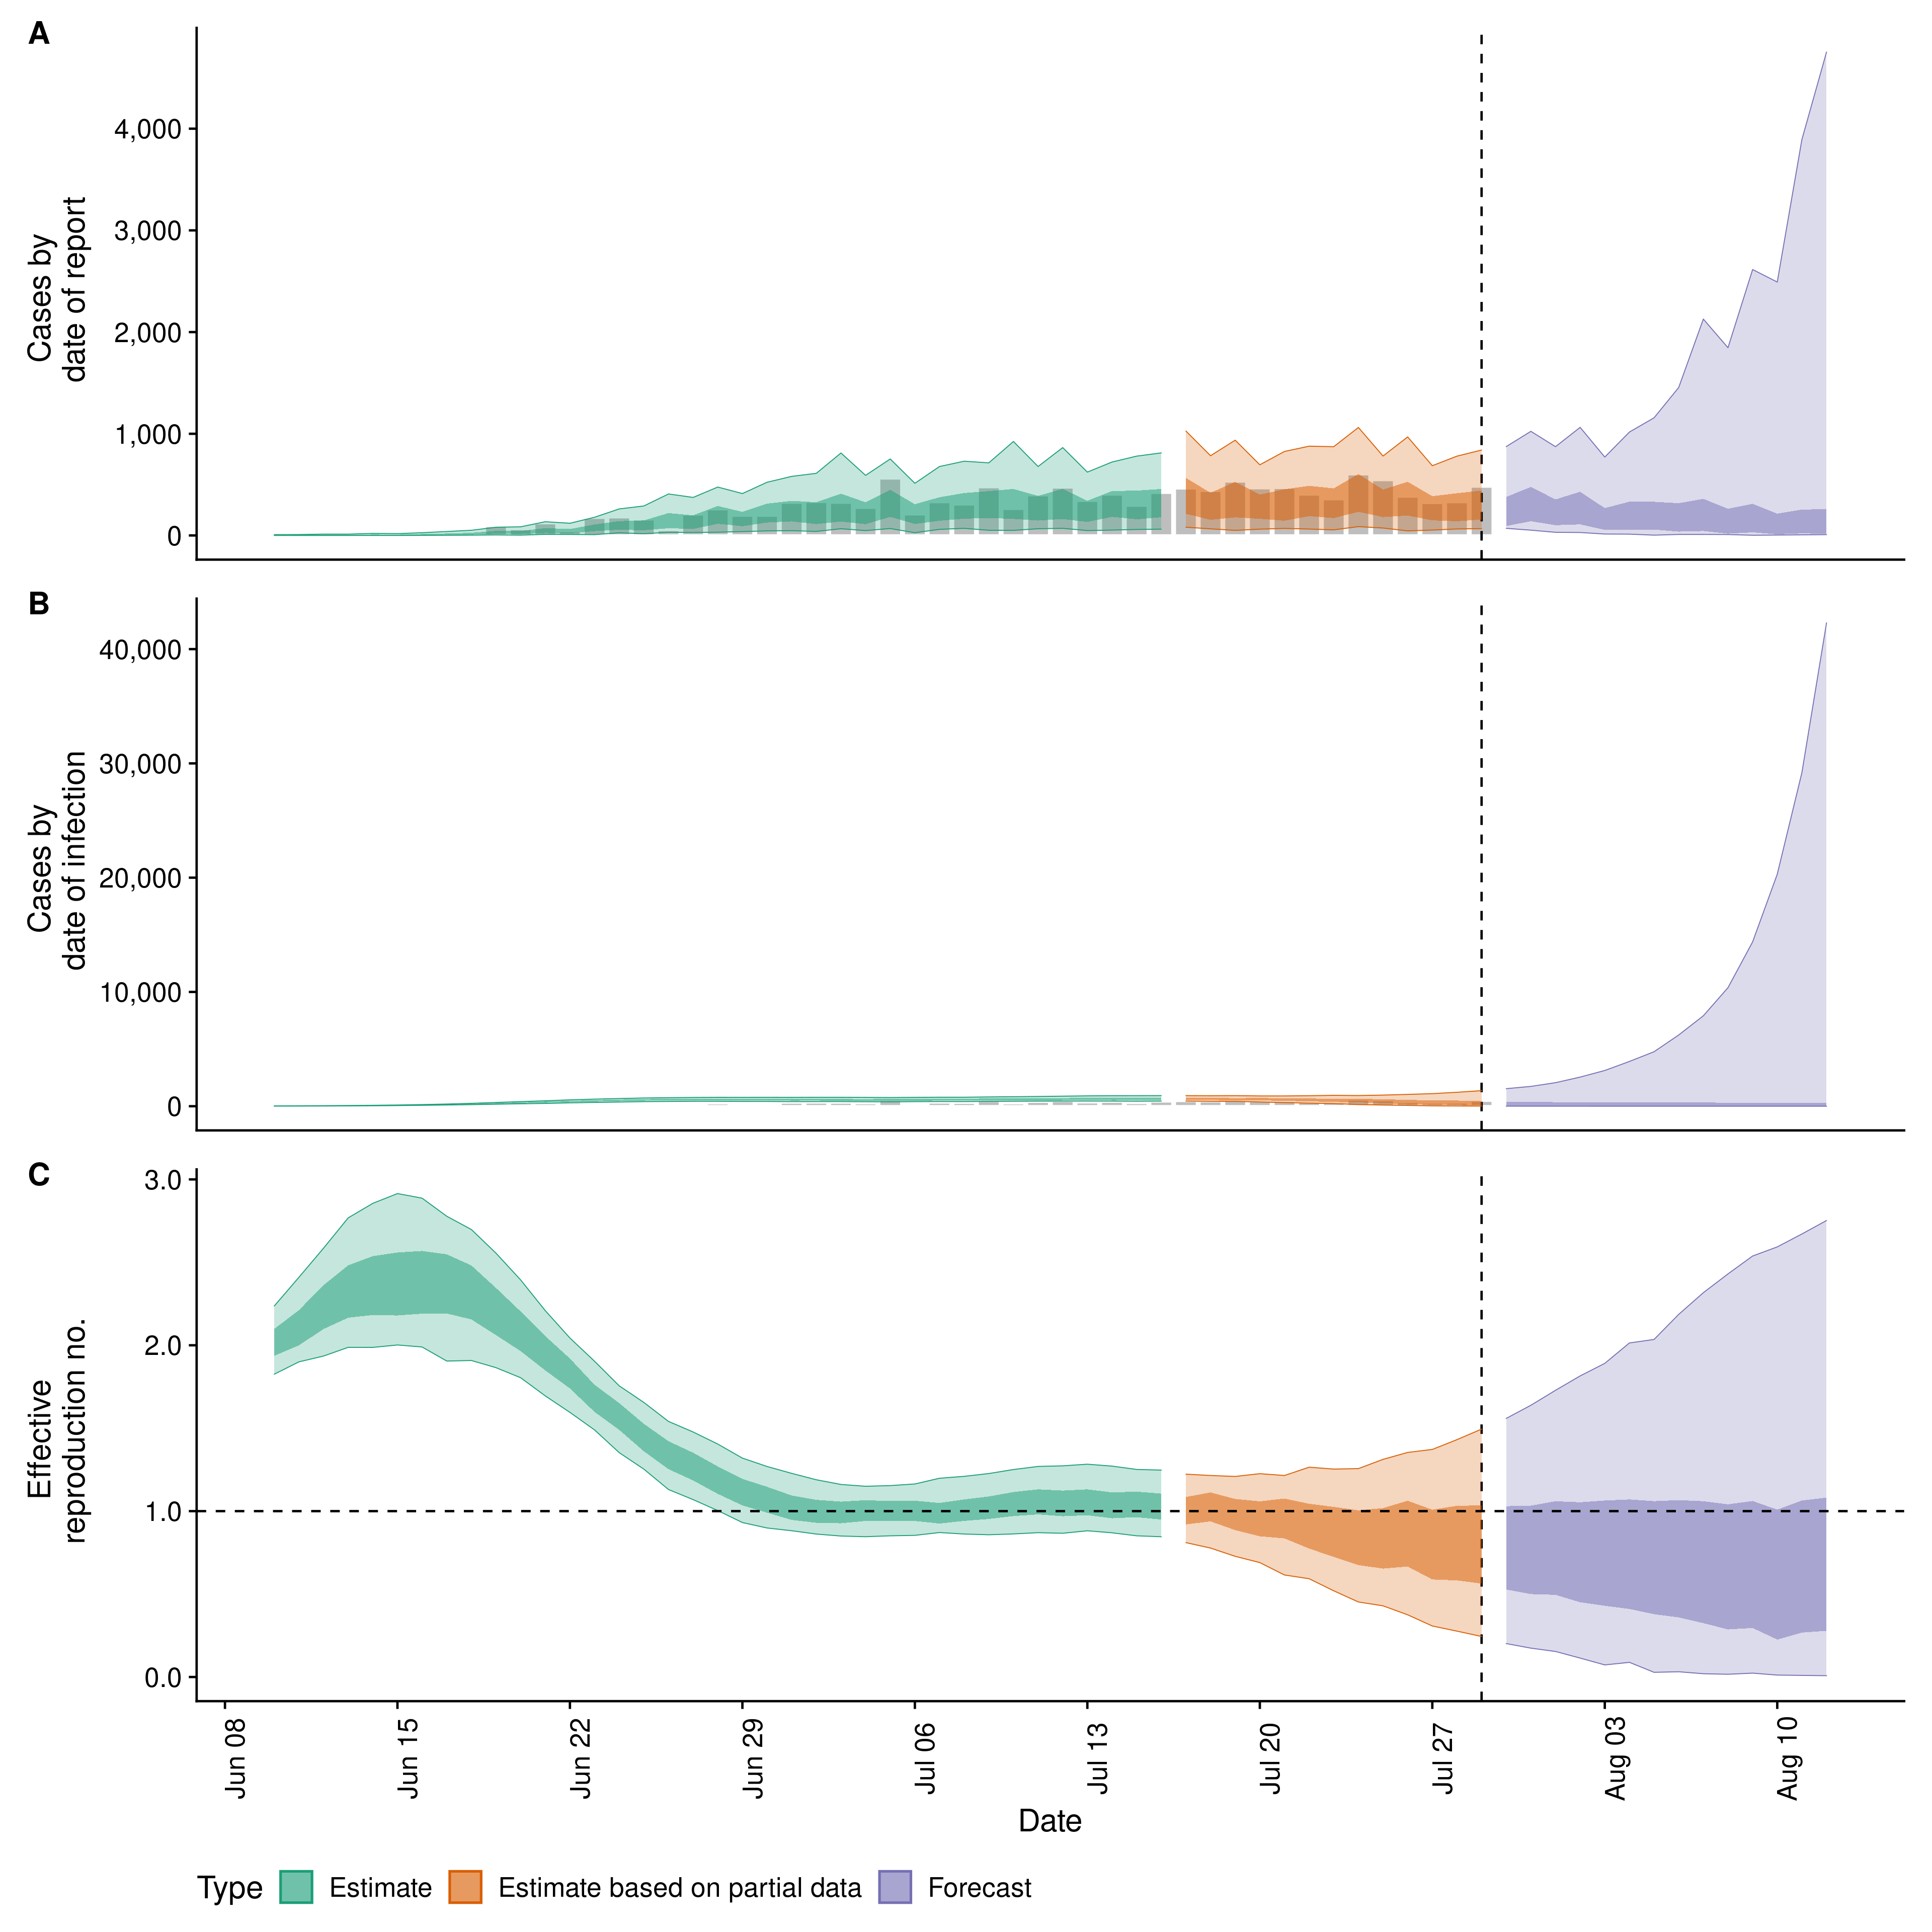 A
4,000
3,000
2,000
1,000
0
Cases by
date of report
B
40,000
30,000
20,000
10,000
0
Cases by
date of infection
C
3.0
2.0
1.0
0.0
Effective
reproduction no.
Jun 08
Jun 15
Jun 22
Jun 29
Jul 06
Jul 13
Jul 20
Jul 27
Aug 03
Aug 10
Date
Type Estimate Estimate based on partial data Forecast